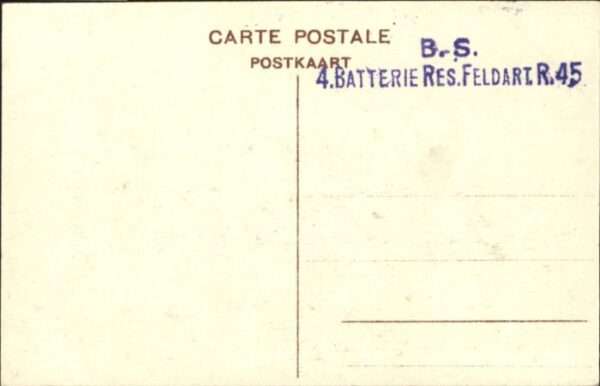 CARTE POSTALE
POSTKAART
B.-S.
4.BATTERIE RES.FELDART.R.45